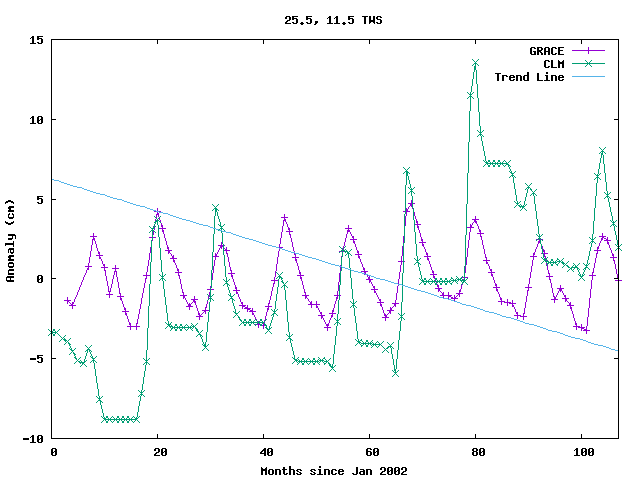 25.5, 11.5 TWS
GRACE
CLM
Trend Line
Anomaly (cm)
15
10
5
0
-5
-10
0 20 40 60 80 100
Months since Jan 2002